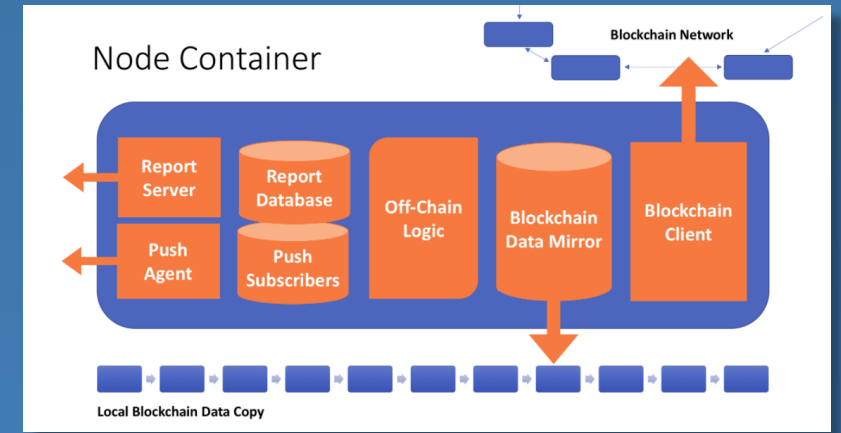 Blockchain Network
Node Container
Report
Server
Report
Database
Off-Chain
Logic
Blockchain
Data Mirror
Blockchain
Client
Push
Agent
Push
Subscribers
Local Blockchain Data Copy